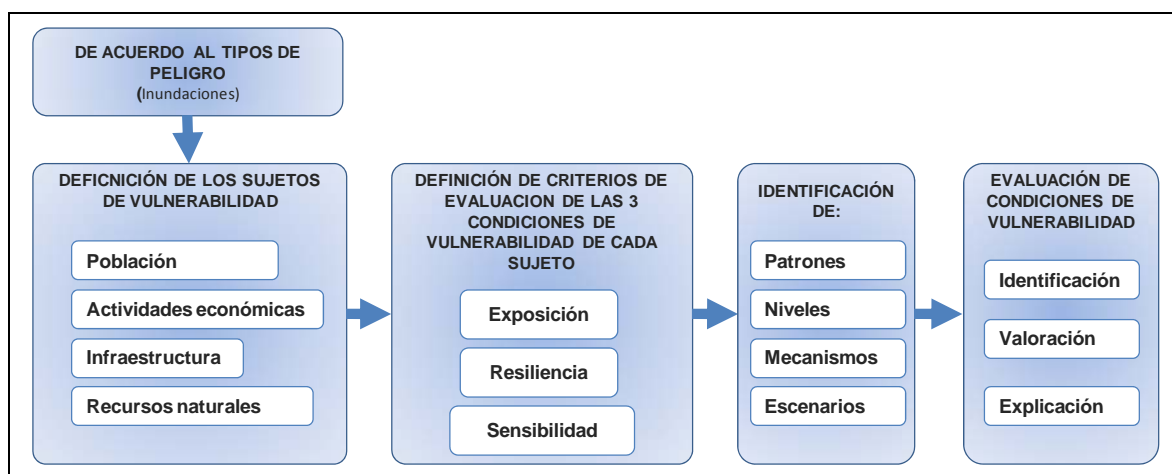 DE ACUERDO AL TIPOS DE
PELIGRO
(Inundaciones)
DEFICNICIÓN DE LOS SUJETOS
DE VULNERABILIDAD
Población
Actividades económicas
Infraestructura
Recursos naturales
DEFINICIÓN DE CRITERIOS DE
EVALUACION DE LAS 3
CONDICIONES DE
VULNERABILIDAD DE CADA
SUJETO
Exposición
Resiliencia
Sensibilidad
IDENTIFICACIÓN
DE:
Patrones
Niveles
Mecanismos
Escenarios
EVALUACIÓN DE
CONDICIONES DE
VULNERABILIDAD
Identificación
Valoración
Explicación